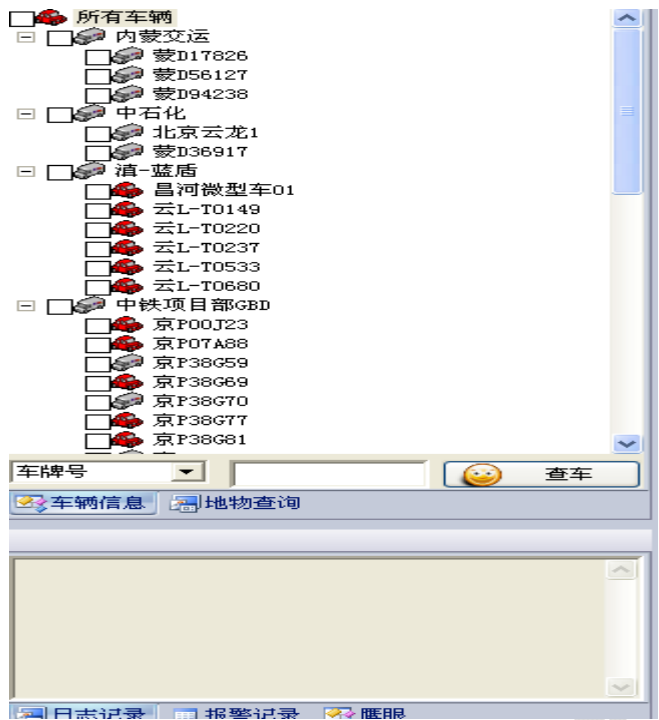 所有车辆
内蒙交运
蒙D17826
蒙D56127
蒙D94238
中石化
北京云龙1
蒙D36917
滇-蓝盾
昌河微型车01
云L-T0149
云L-T0220
云L-T0237
云L-T0533
云L-T0680
中铁项目部GBD
京P00J23
京P07A88
京P38G59
京P38G69
京P38G70
京P38G77
京P38G81
车牌号 查车
车辆信息 地物查询
日志记录 报警记录 鹰眼